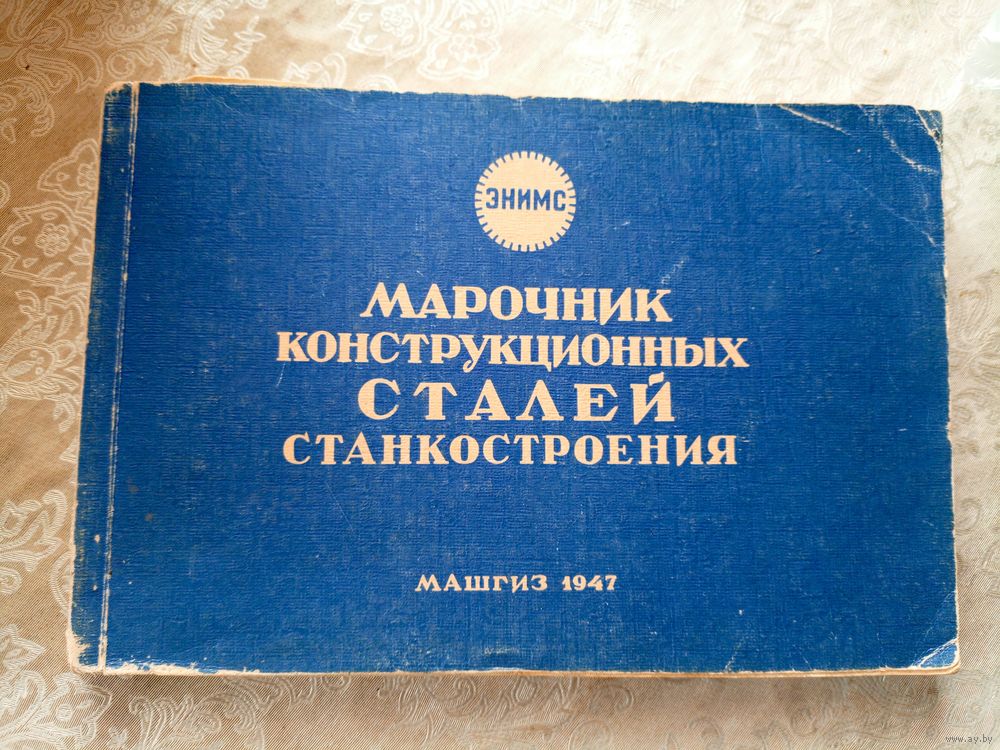 ЭНИМС
МАРОЧНИК
КОНСТРУКЦИОННЫХ
СТАЛЕЙ
СТАНКОСТРОЕНИЯ
МАШГИЗ 1947
www.ay.by